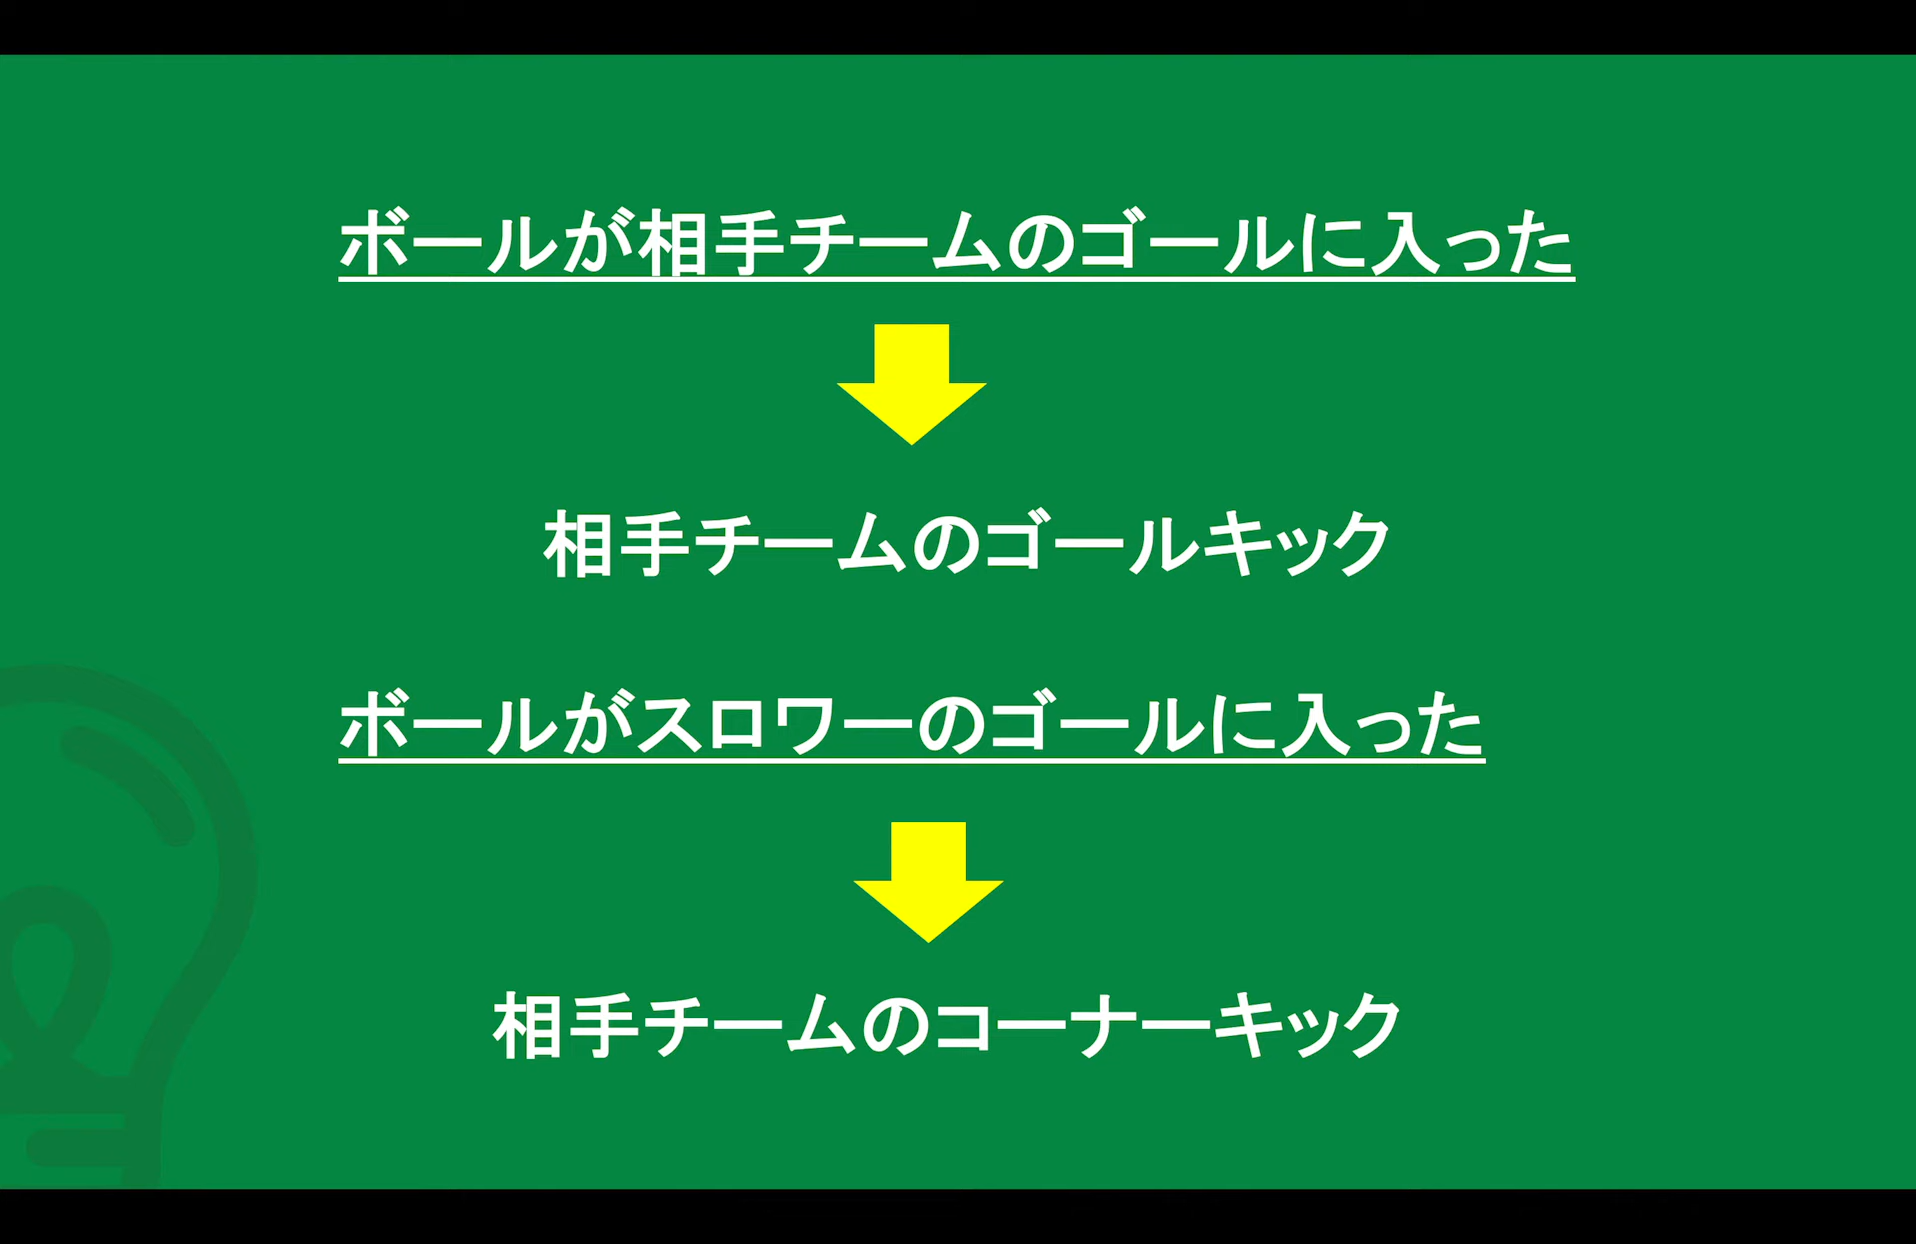 ボールが相手チームのゴールに入った
相手チームのゴールキック
ボールがスロワーのゴールに入った
相手チームのコーナーキック